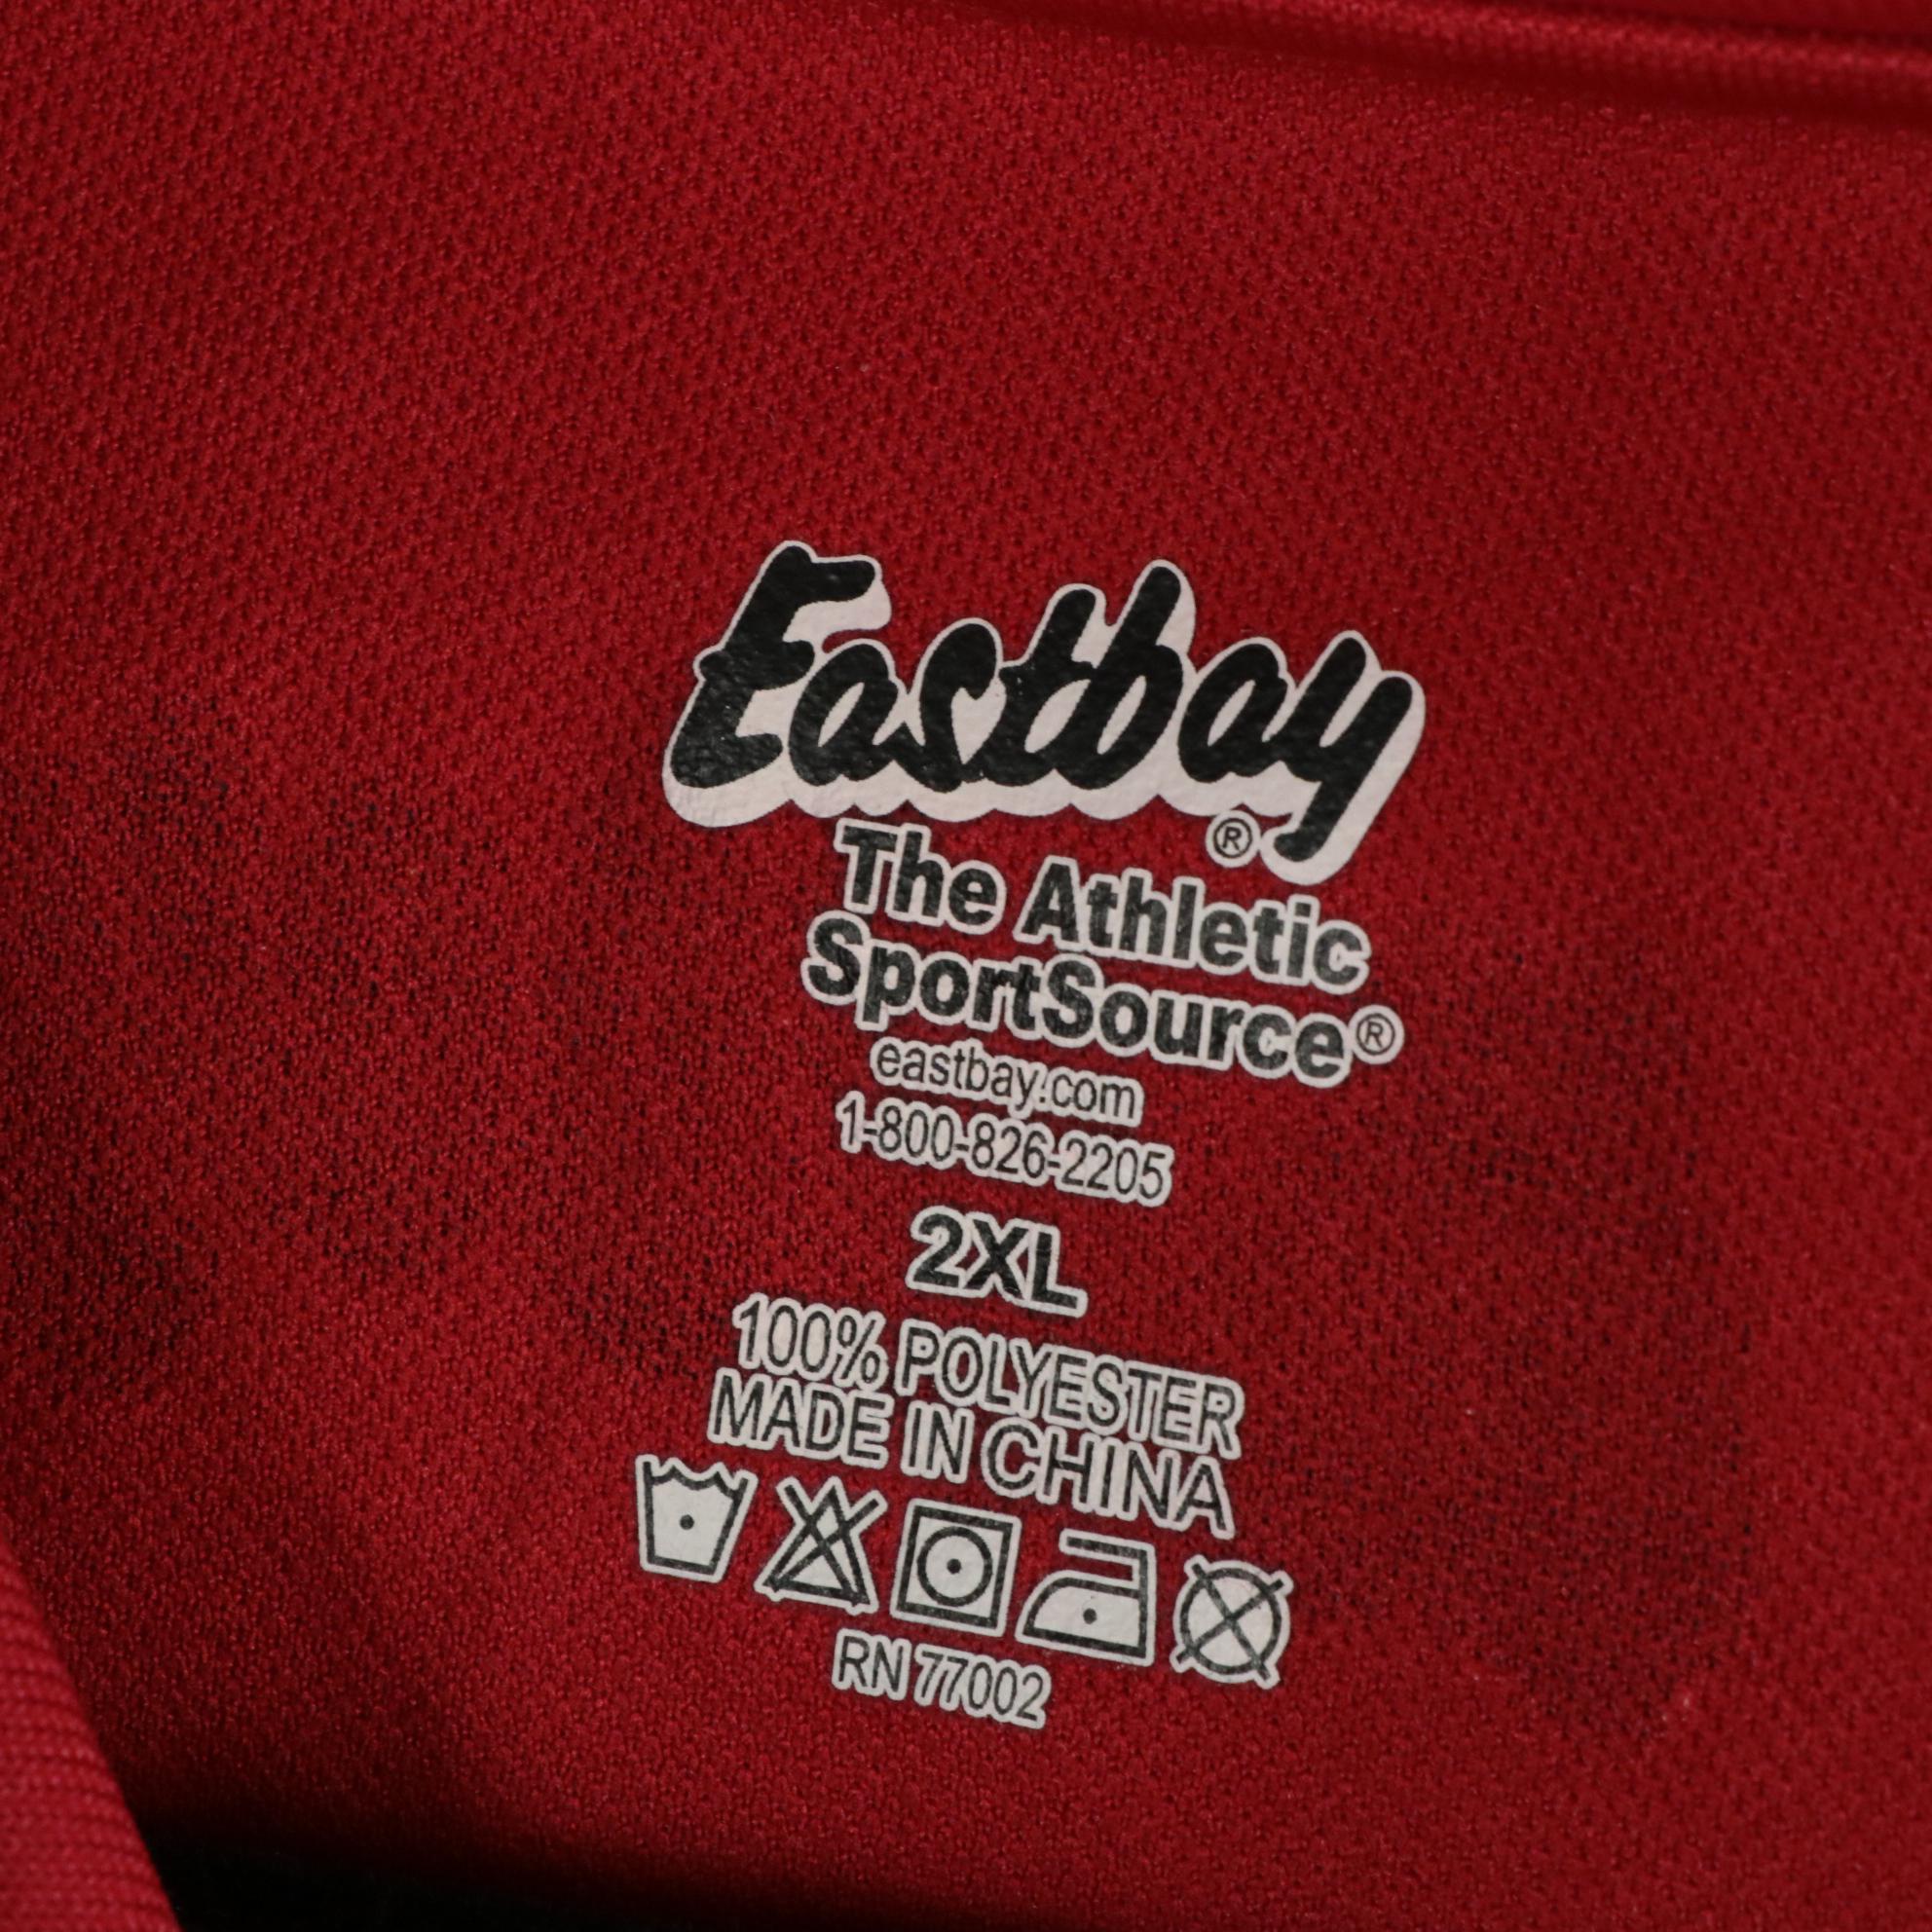 Eastbay®
The Athletic
SportSource®
eastbay.com
1-800-826-2205
2XL
100% POLYESTER
MADE IN CHINA
RN 77002